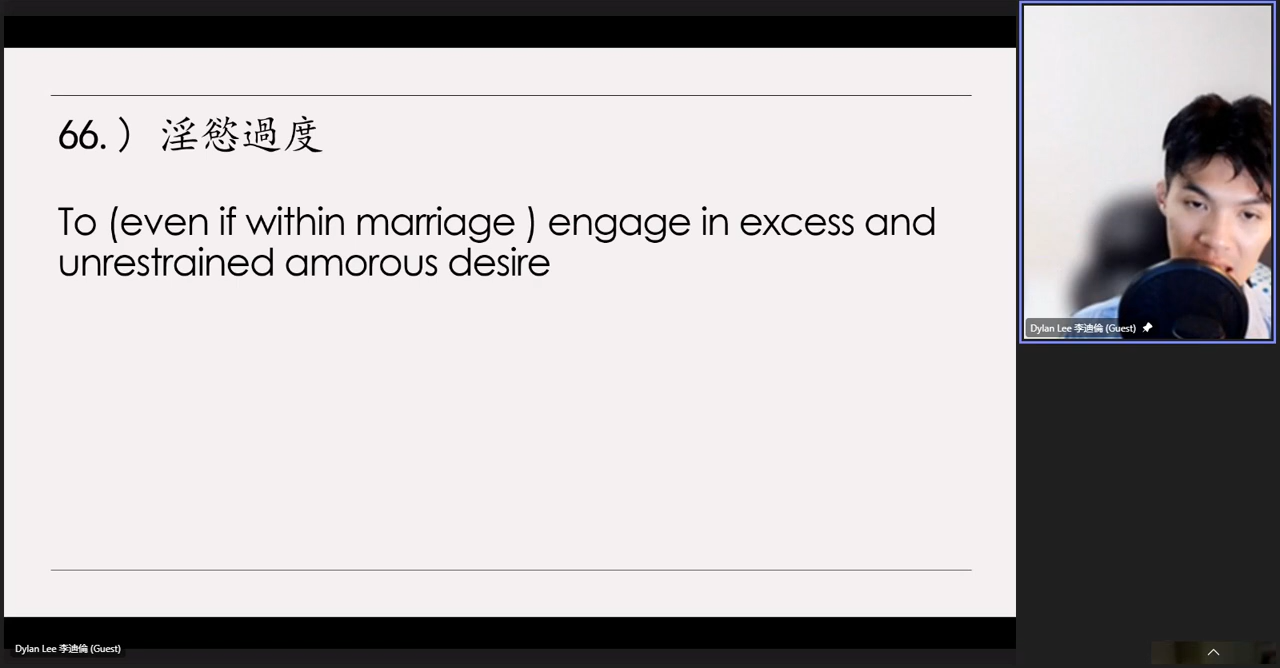 66. ） 淫慾過度
To (even if within marriage ) engage in excess and
unrestrained amorous desire
Dylan Lee 李迪倫 (Guest)
Dylan Lee 李迪倫 (Guest)